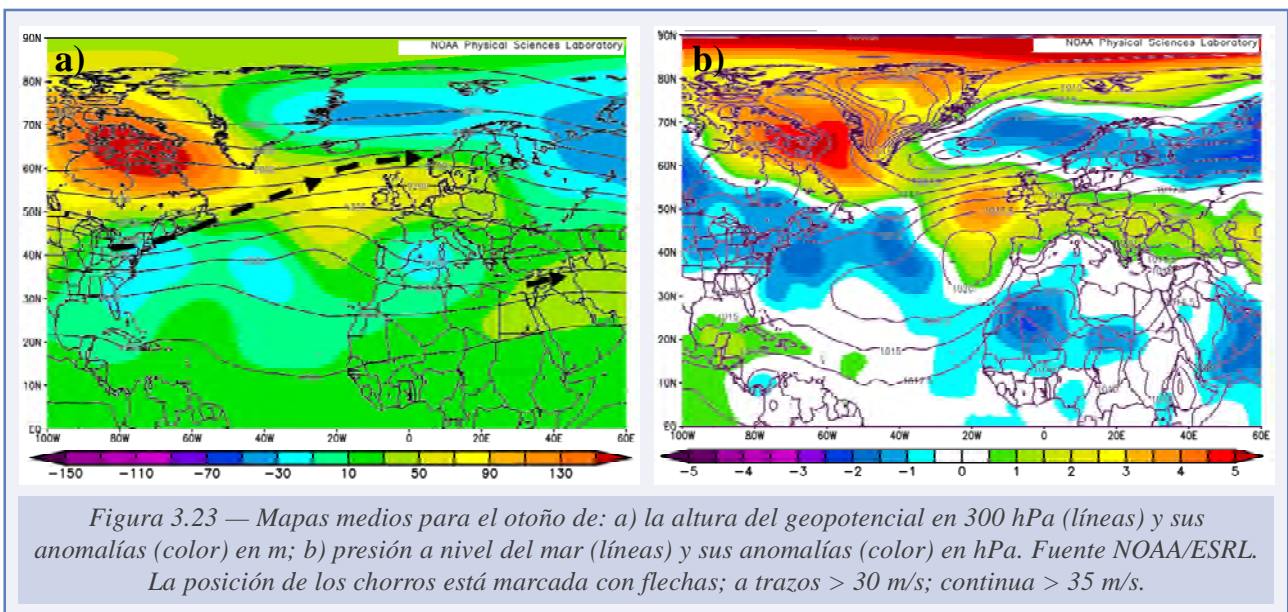 a)
NOAA Physical Sciences Laboratory
90N
80N
70N
60N
50N
40N
30N
20N
10N
EQ
100W 80W 60W 40W 20W 0 20E 40E 60E
-150 -110 -70 -30 10 50 90 130
b)
NOAA Physical Sciences Laboratory
90N
80N
70N
60N
50N
40N
30N
20N
10N
EQ
100W 80W 60W 40W 20W 0 20E 40E 60E
1010
1015
1015
1017.5
-5 -4 -3 -2 -1 0 1 2 3 4 5
Figura 3.23 — Mapas medios para el otoño de: a) la altura del geopotencial en 300 hPa (líneas) y sus
anomalías (color) en m; b) presión a nivel del mar (líneas) y sus anomalías (color) en hPa. Fuente NOAA/ESRL.
La posición de los chorros está marcada con flechas; a trazos > 30 m/s; continua > 35 m/s.